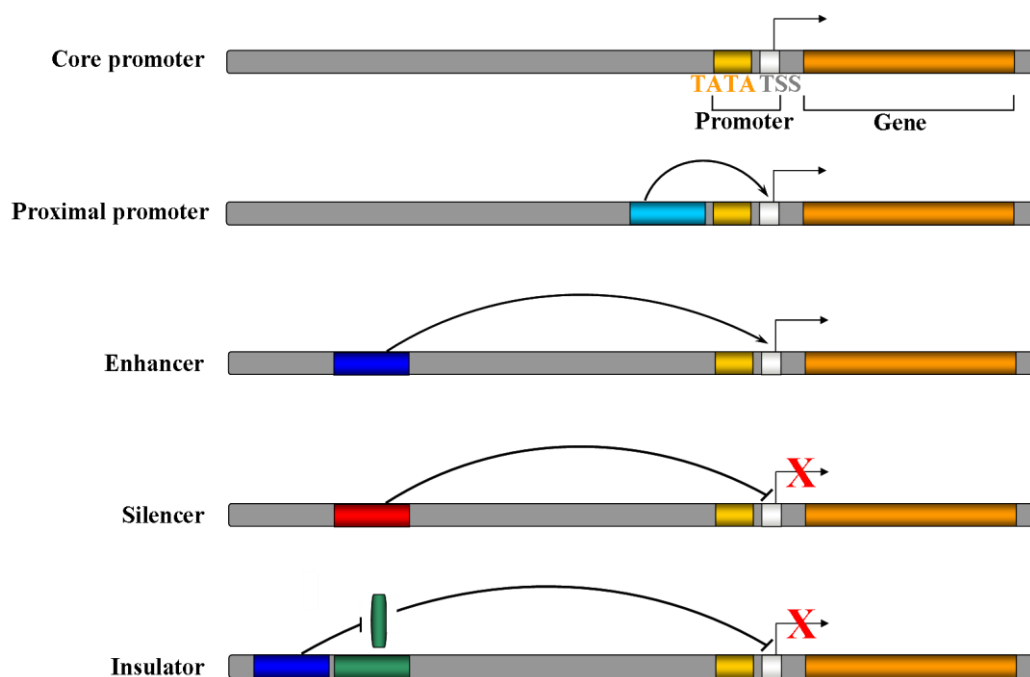 Core promoter
TATA TSS
Promoter
Gene
Proximal promoter
Enhancer
X
Silencer
X
Insulator